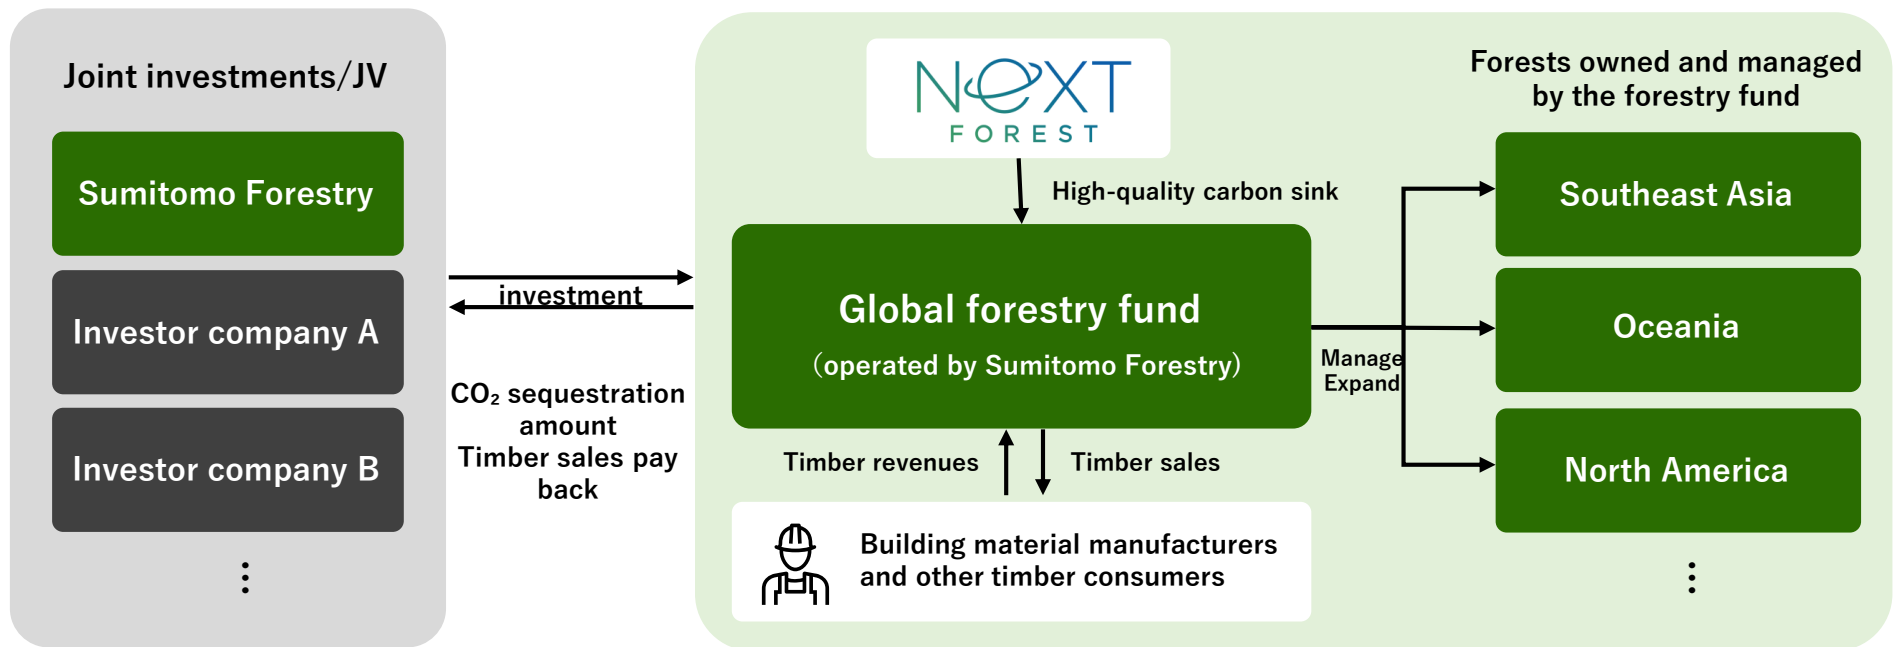 Joint investments/JV
Sumitomo Forestry
Investor company A
Investor company B
⋮
investment
CO₂ sequestration
amount
Timber sales pay
back
NeXT
FOREST
High-quality carbon sink
Global forestry fund
(operated by Sumitomo Forestry)
Timber revenues
Timber sales
Building material manufacturers
and other timber consumers
Manage
Expand
Forests owned and managed
by the forestry fund
Southeast Asia
Oceania
North America
⋮